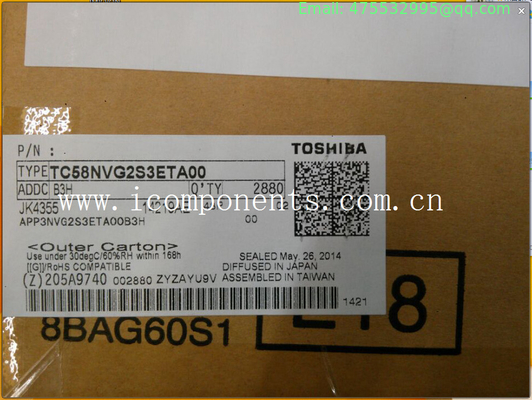 Email: 475532995@qq.com
P/N :
TOSHIBA
TYPE TC58NVG2S3ETA00
ADDC B3H Q'TY 2880
JK4355
APP3NVG2S3ETA00B3H 00
www.icomponents.cn.com
<Outer Carton>
Use under 30degC/60%RH within 168h
SEALED May. 26, 2014
[[G]]/RoHS COMPATIBLE
DIFFUSED IN JAPAN
(Z) 205A9740 002880 ZYZAYU9V
ASSEMBLED IN TAIWAN
1421
8BAG60S1